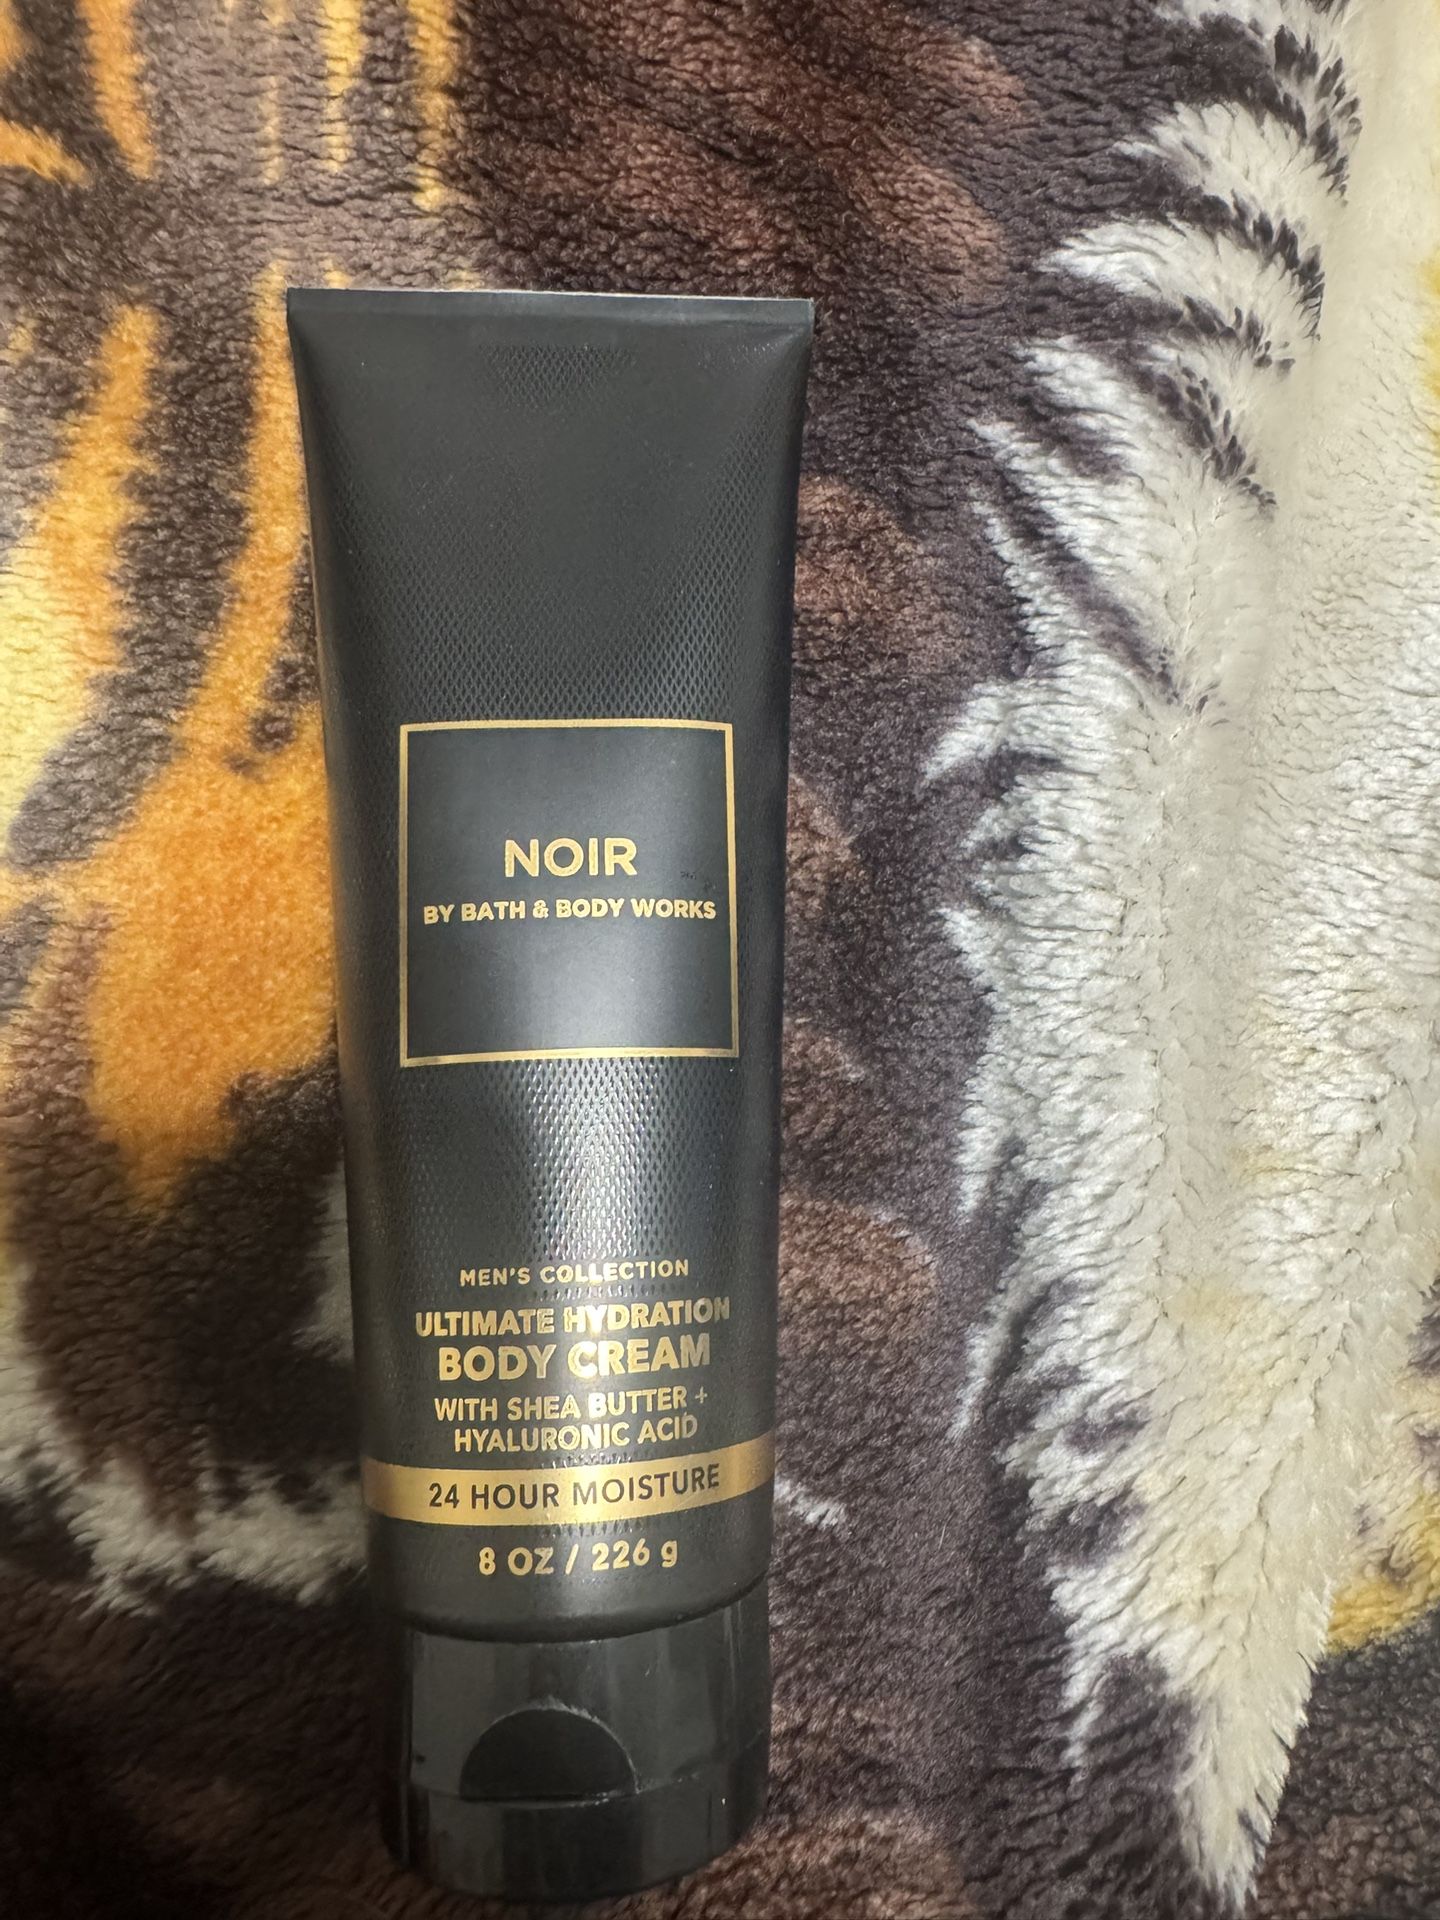 NOIR
BY BATH & BODY WORKS
MEN'S COLLECTION
ULTIMATE HYDRATION
BODY CREAM
WITH SHEA BUTTER +
HYALURONIC ACID
24 HOUR MOISTURE
8 OZ / 226 g